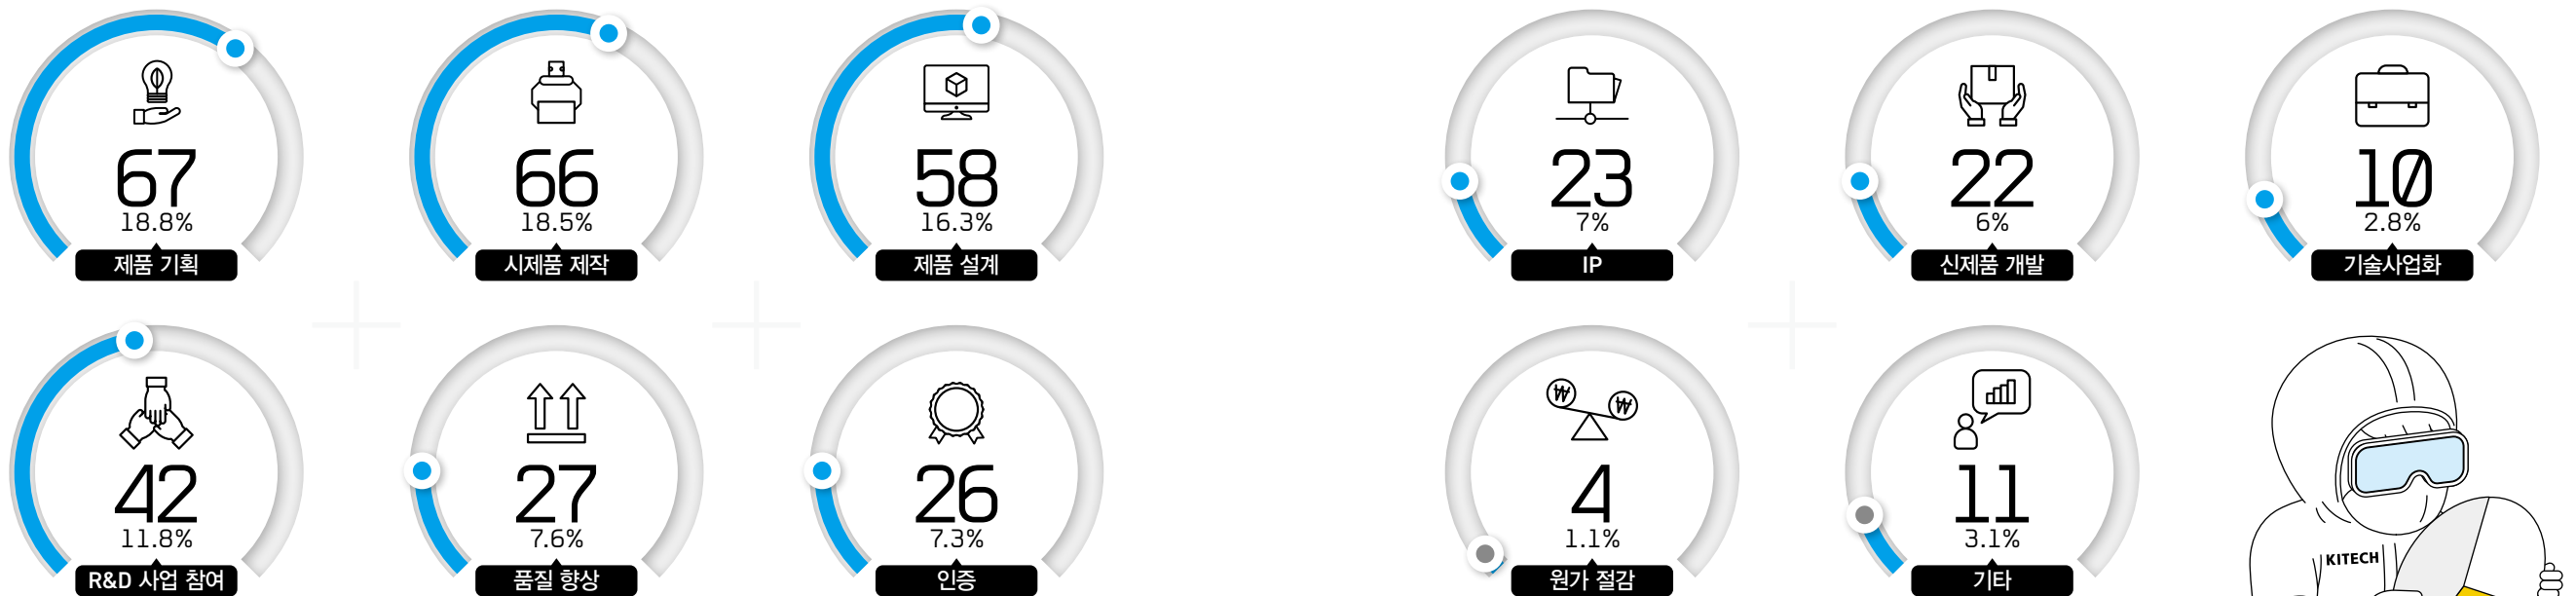 67
18.8%
제품 기획
66
18.5%
시제품 제작
58
16.3%
제품 설계
23
7%
IP
22
6%
신제품 개발
10
2.8%
기술사업화
42
11.8%
R&D 사업 참여
27
7.6%
품질 향상
26
7.3%
인증
₩ ₩
4
1.1%
원가 절감
11
3.1%
기타
KITECH